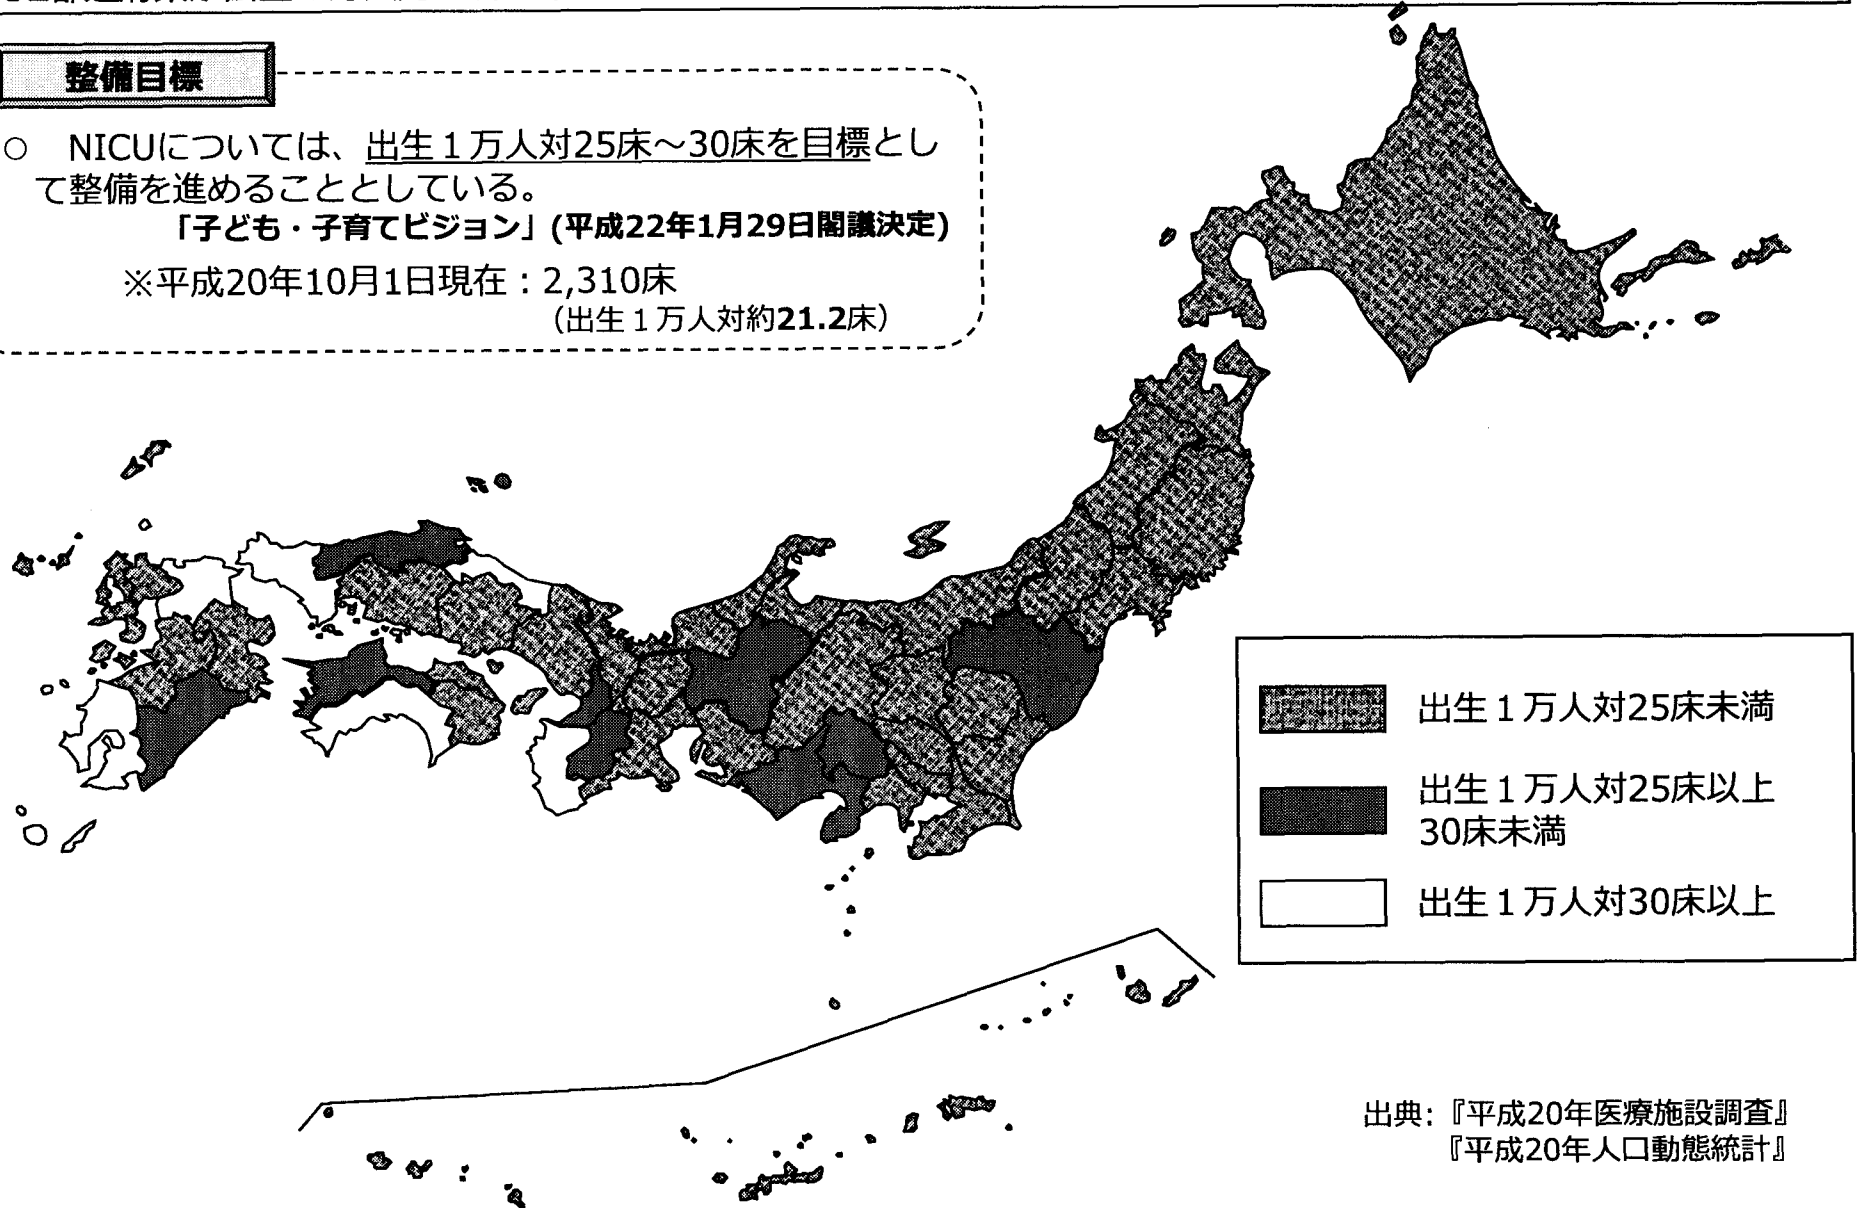 整備目標
○ NICUについては、出生１万人対25床～30床を目標とし
て整備を進めることとしている。
「子ども・子育てビジョン」(平成22年1月29日閣議決定)
※平成20年10月1日現在：2,310床
（出生１万人対約21.2床）
出生１万人対25床未満
出生１万人対25床以上
30床未満
出生１万人対30床以上
出典:『平成20年医療施設調査』
『平成20年人口動態統計』